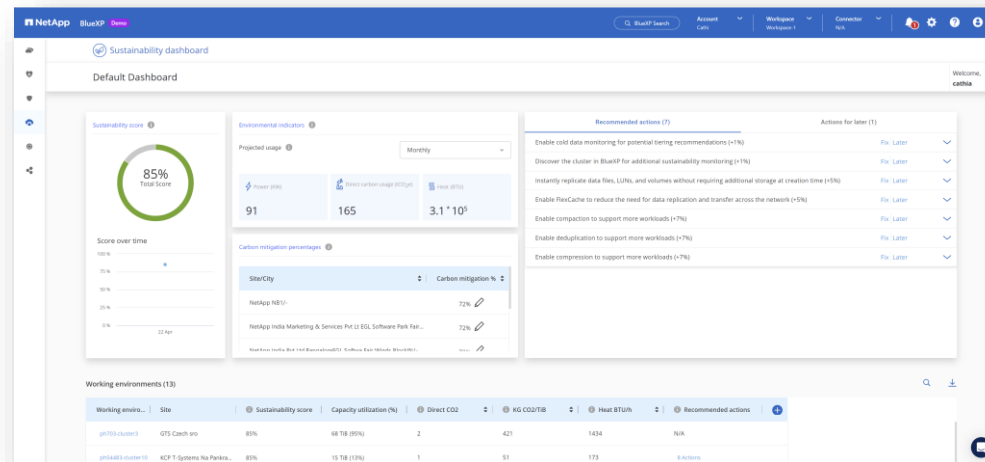 NetApp BlueXP Demo
BlueXP Search
Account
Cathi
Workspace
Workspace-1
Connector
N/A
1
Sustainability dashboard
Default Dashboard
Welcome,
cathia
Sustainability score
85%
Total Score
Score over time
100 %
75 %
50 %
25 %
0 %
22 Apr
Environmental indicators
Projected usage
Monthly
Power (kW)
91
Direct carbon usage
165
Heat (BTU)
3.1 * 10⁵
Carbon mitigation percentages
Site/City Carbon mitigation %
NetApp NB1/- 72%
NetApp India Marketing & Services Pvt Lt EGL Software Park Fair... 72%
Recommended actions (7) Actions for later (1)
Enable cold data monitoring for potential tiering recommendations (+1%) Fix Later
Discover the cluster in BlueXP for additional sustainability monitoring (+1%) Fix Later
Instantly replicate data files, LUNs, and volumes without requiring additional storage at creation time (+5%) Fix Later
Enable FlexCache to reduce the need for data replication and transfer across the network (+5%) Fix Later
Enable compaction to support more workloads (+7%) Fix Later
Enable deduplication to support more workloads (+7%) Fix Later
Enable compression to support more workloads (+7%) Fix Later
Working environments (13)
Working enviro... Site Sustainability score Capacity utilization (%) Direct CO2 KG CO2/TiB Heat BTU/h Recommended actions
pn703-cluster3 GTS Czech sro 85% 68 TiB (95%) 2 421 1434 N/A
pn54483-cluster10 KCP T-Systems Na Pankra... 85% 15 TiB (13%) 1 51 173 6 Actions